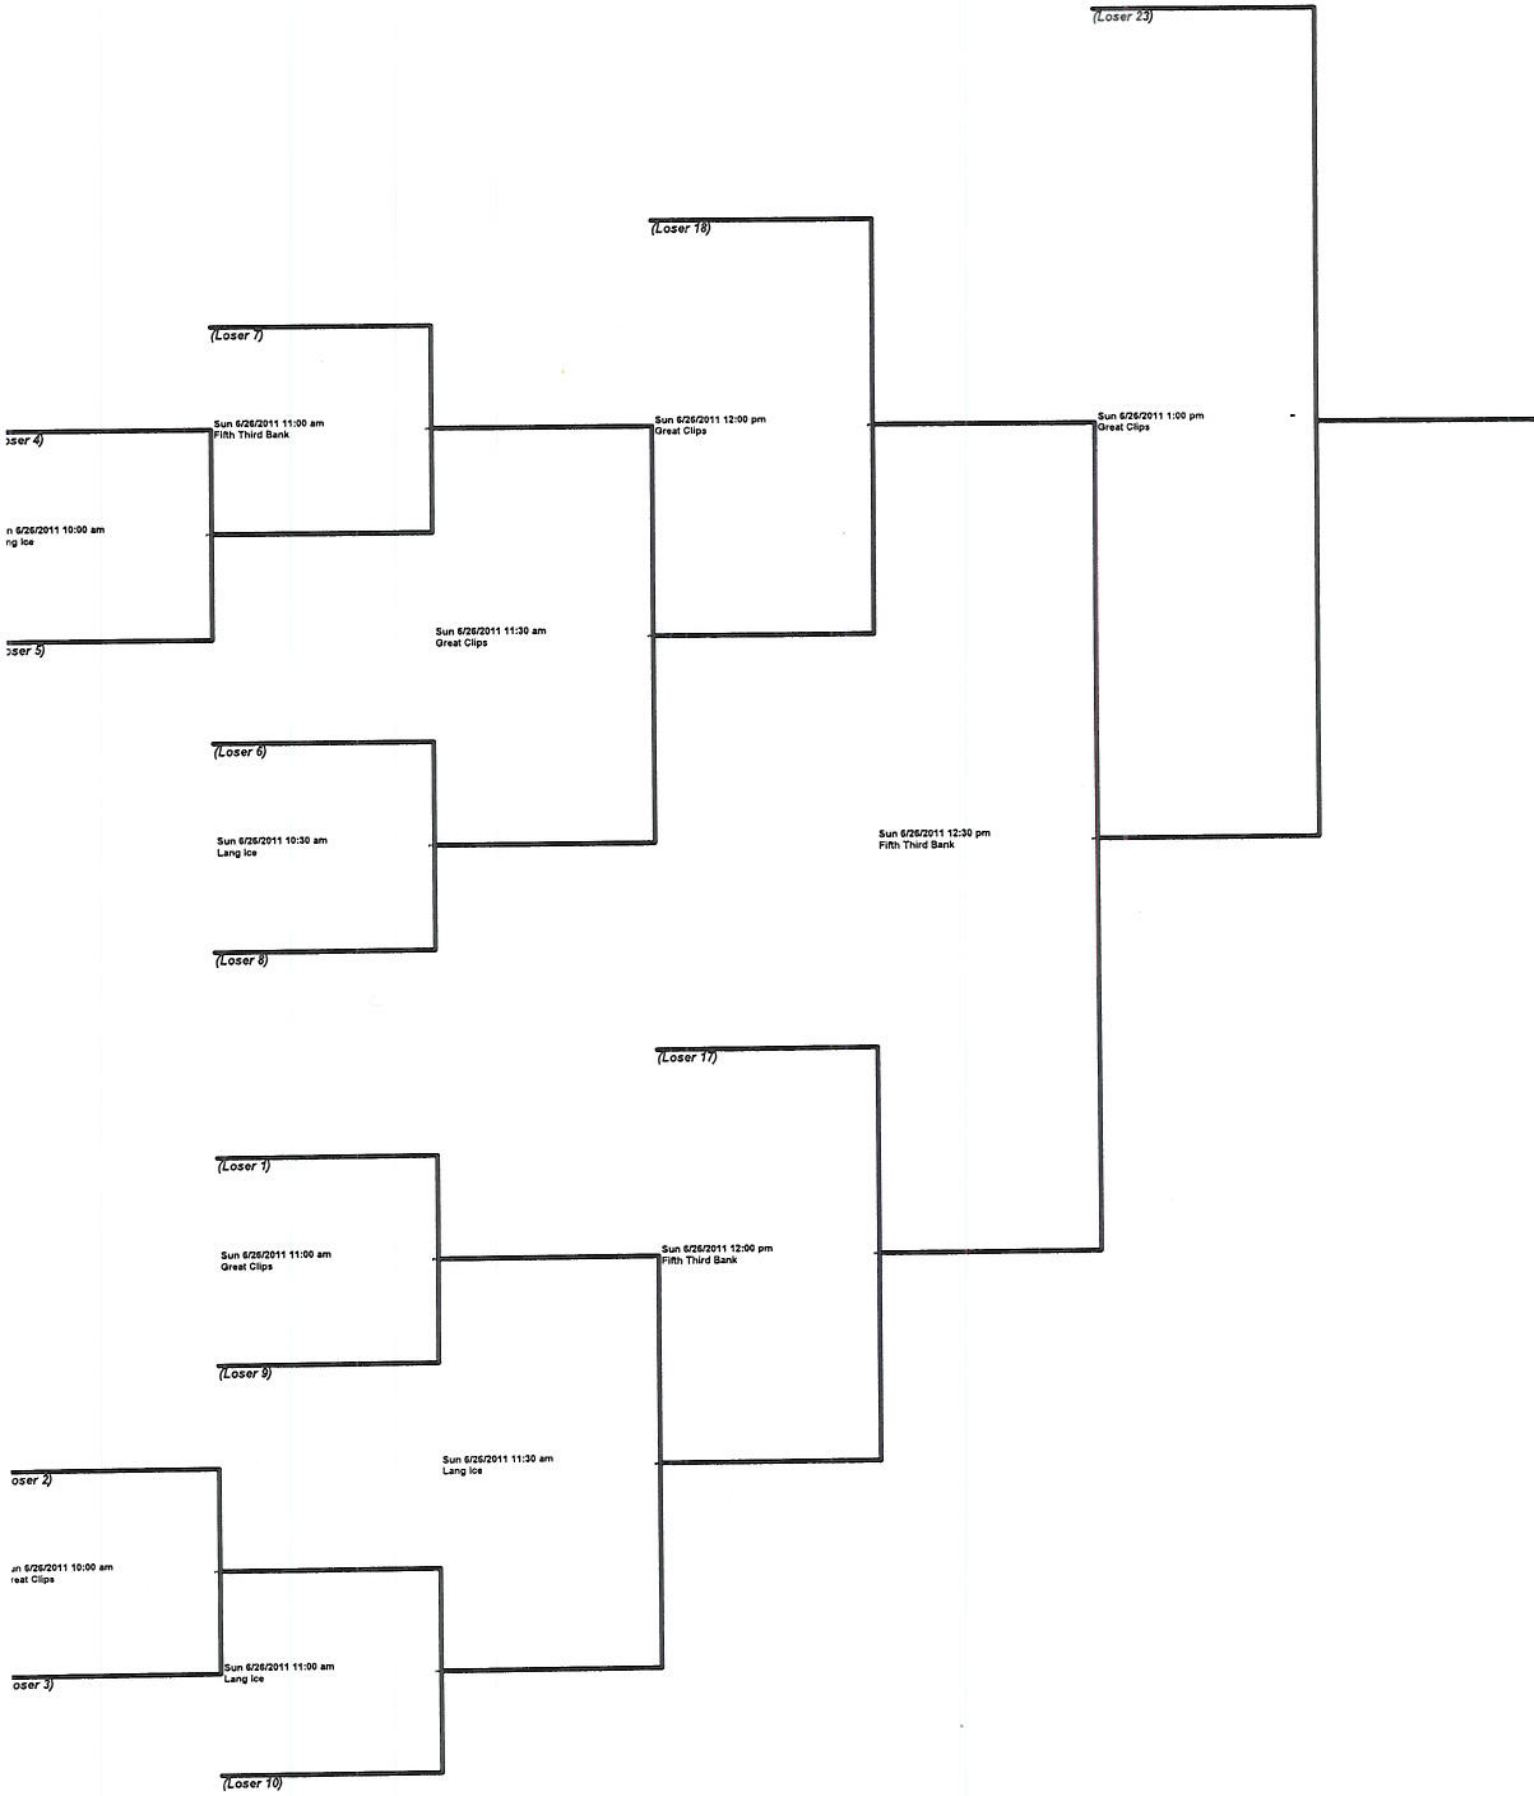 (Loser 23)
(Loser 18)
(Loser 7)
Sun 6/26/2011 11:00 am
Fifth Third Bank
Sun 6/26/2011 12:00 pm
Great Clips
Sun 6/26/2011 1:00 pm
Great Clips
oser 4)
n 6/26/2011 10:00 am
ng Ice
oser 5)
Sun 6/26/2011 11:30 am
Great Clips
(Loser 6)
Sun 6/26/2011 10:30 am
Lang Ice
Sun 6/26/2011 12:30 pm
Fifth Third Bank
(Loser 8)
(Loser 17)
(Loser 1)
Sun 6/26/2011 11:00 am
Great Clips
Sun 6/26/2011 12:00 pm
Fifth Third Bank
(Loser 9)
Sun 6/26/2011 11:30 am
Lang Ice
oser 2)
un 6/26/2011 10:00 am
reat Clips
oser 3)
Sun 6/26/2011 11:00 am
Lang Ice
(Loser 10)